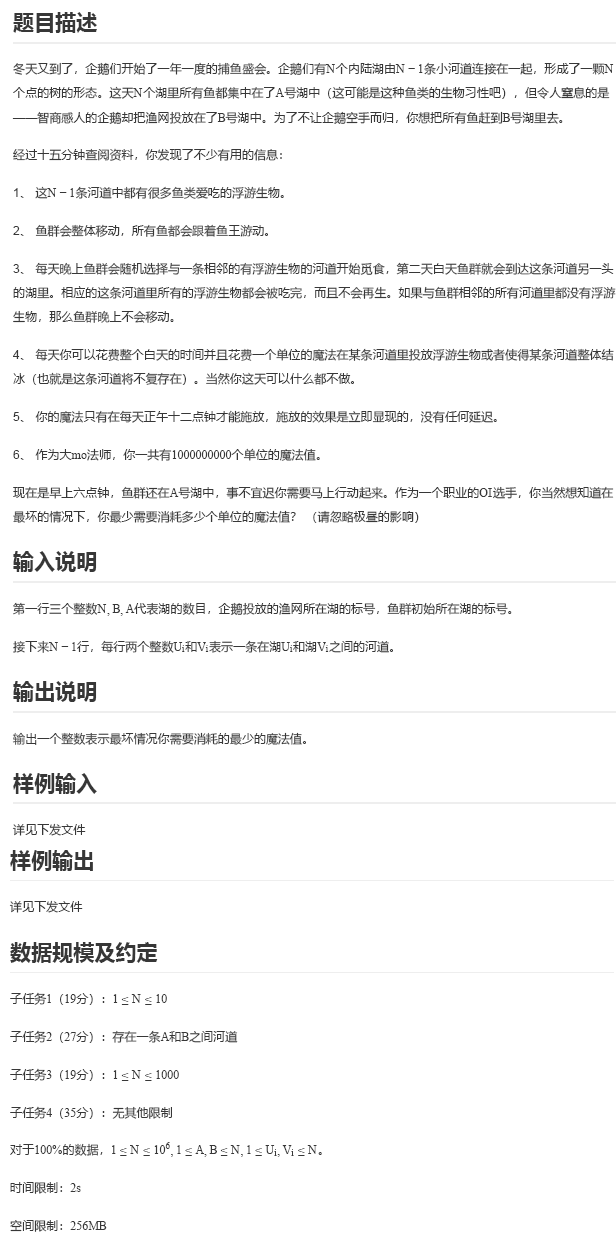 题目描述
冬天又到了，企鹅们开始了一年一度的捕鱼盛会。企鹅们有N个内陆湖由N − 1条小河道连接在一起，形成了一颗N
个点的树的形态。这天N个湖里所有鱼都集中在了A号湖中（这可能是这种鱼类的生物习性吧），但令人窒息的是
——智商感人的企鹅却把渔网投放在了B号湖中。为了不让企鹅空手而归，你想把所有鱼赶到B号湖里去。
经过十五分钟查阅资料，你发现了不少有用的信息：
1、 这N − 1条河道中都有很多鱼类爱吃的浮游生物。
2、 鱼群会整体移动，所有鱼都会跟着鱼王游动。
3、 每天晚上鱼群会随机选择与一条相邻的有浮游生物的河道开始觅食，第二天白天鱼群就会到达这条河道另一头
的湖里。相应的这条河道里所有的浮游生物都会被吃完，而且不会再生。如果与鱼群相邻的所有河道里都没有浮游
生物，那么鱼群晚上不会移动。
4、 每天你可以花费整个白天的时间并且花费一个单位的魔法在某条河道里投放浮游生物或者使得某条河道整体结
冰（也就是这条河道将不复存在）。当然你这天可以什么都不做。
5、 你的魔法只有在每天正午十二点钟才能施放，施放的效果是立即显现的，没有任何延迟。
6、 作为大mo法师，你一共有1000000000个单位的魔法值。
现在是早上六点钟，鱼群还在A号湖中，事不宜迟你需要马上行动起来。作为一个职业的OI选手，你当然想知道在
最坏的情况下，你最少需要消耗多少个单位的魔法值？ （请忽略极昼的影响）
输入说明
第一行三个整数N, B, A代表湖的数目，企鹅投放的渔网所在湖的标号，鱼群初始所在湖的标号。
接下来N − 1行，每行两个整数Uᵢ和Vᵢ表示一条在湖Uᵢ和湖Vᵢ之间的河道。
输出说明
输出一个整数表示最坏情况你需要消耗的最少的魔法值。
样例输入
详见下发文件
样例输出
详见下发文件
数据规模及约定
子任务1（19分）：1 ≤ N ≤ 10
子任务2（27分）：存在一条A和B之间河道
子任务3（19分）：1 ≤ N ≤ 1000
子任务4（35分）：无其他限制
对于100%的数据，1 ≤ N ≤ 10⁶, 1 ≤ A, B ≤ N, 1 ≤ Uᵢ, Vᵢ ≤ N。
时间限制：2s
空间限制：256MB